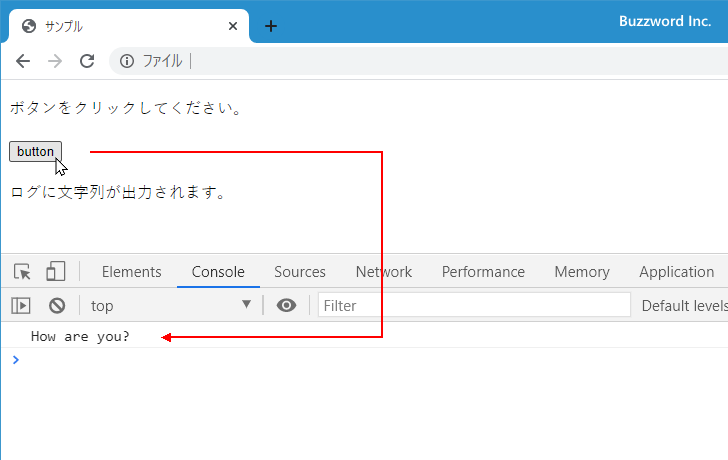 サンプル
Buzzword Inc.
ファイル
ボタンをクリックしてください。
button
ログに文字列が出力されます。
Elements Console Sources Network Performance Memory Application
top Filter Default levels
How are you?